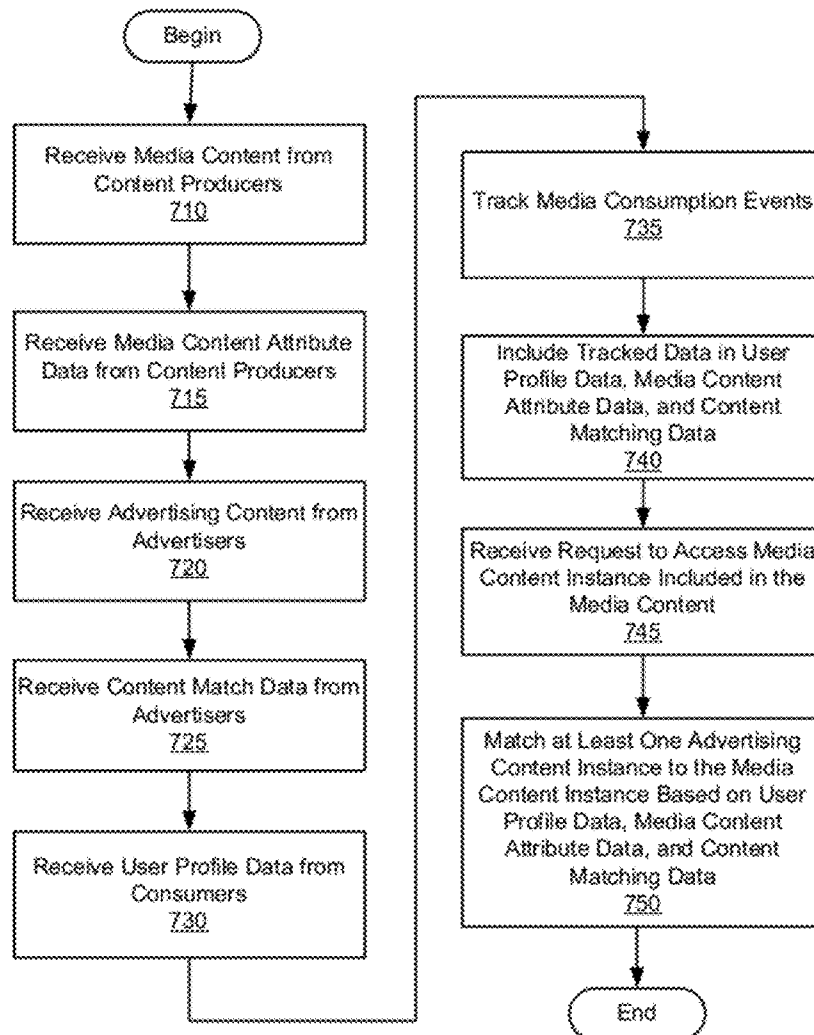 Begin
Receive Media Content from
Content Producers
710
Receive Media Content Attribute
Data from Content Producers
715
Receive Advertising Content from
Advertisers
720
Receive Content Match Data from
Advertisers
725
Receive User Profile Data from
Consumers
730
Track Media Consumption Events
735
Include Tracked Data in User
Profile Data, Media Content
Attribute Data, and Content
Matching Data
740
Receive Request to Access Media
Content Instance Included in the
Media Content
745
Match at Least One Advertising
Content Instance to the Media
Content Instance Based on User
Profile Data, Media Content
Attribute Data, and Content
Matching Data
750
End